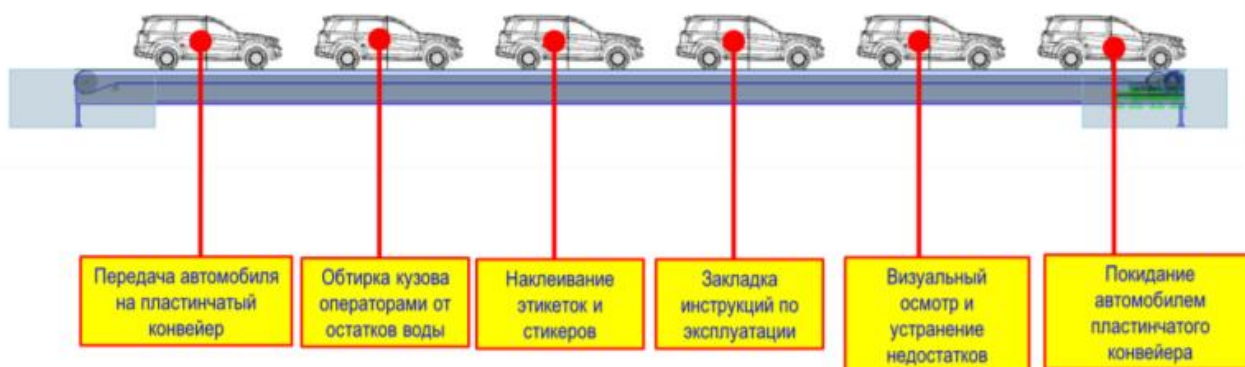 Передача автомобиля
на пластинчатый
конвейер
Обтирка кузова
операторами от
остатков воды
Наклеивание
этикеток и
стикеров
Закладка
инструкций по
эксплуатации
Визуальный
осмотр и
устранение
недостатков
Покидание
автомобилем
пластинчатого
конвейера